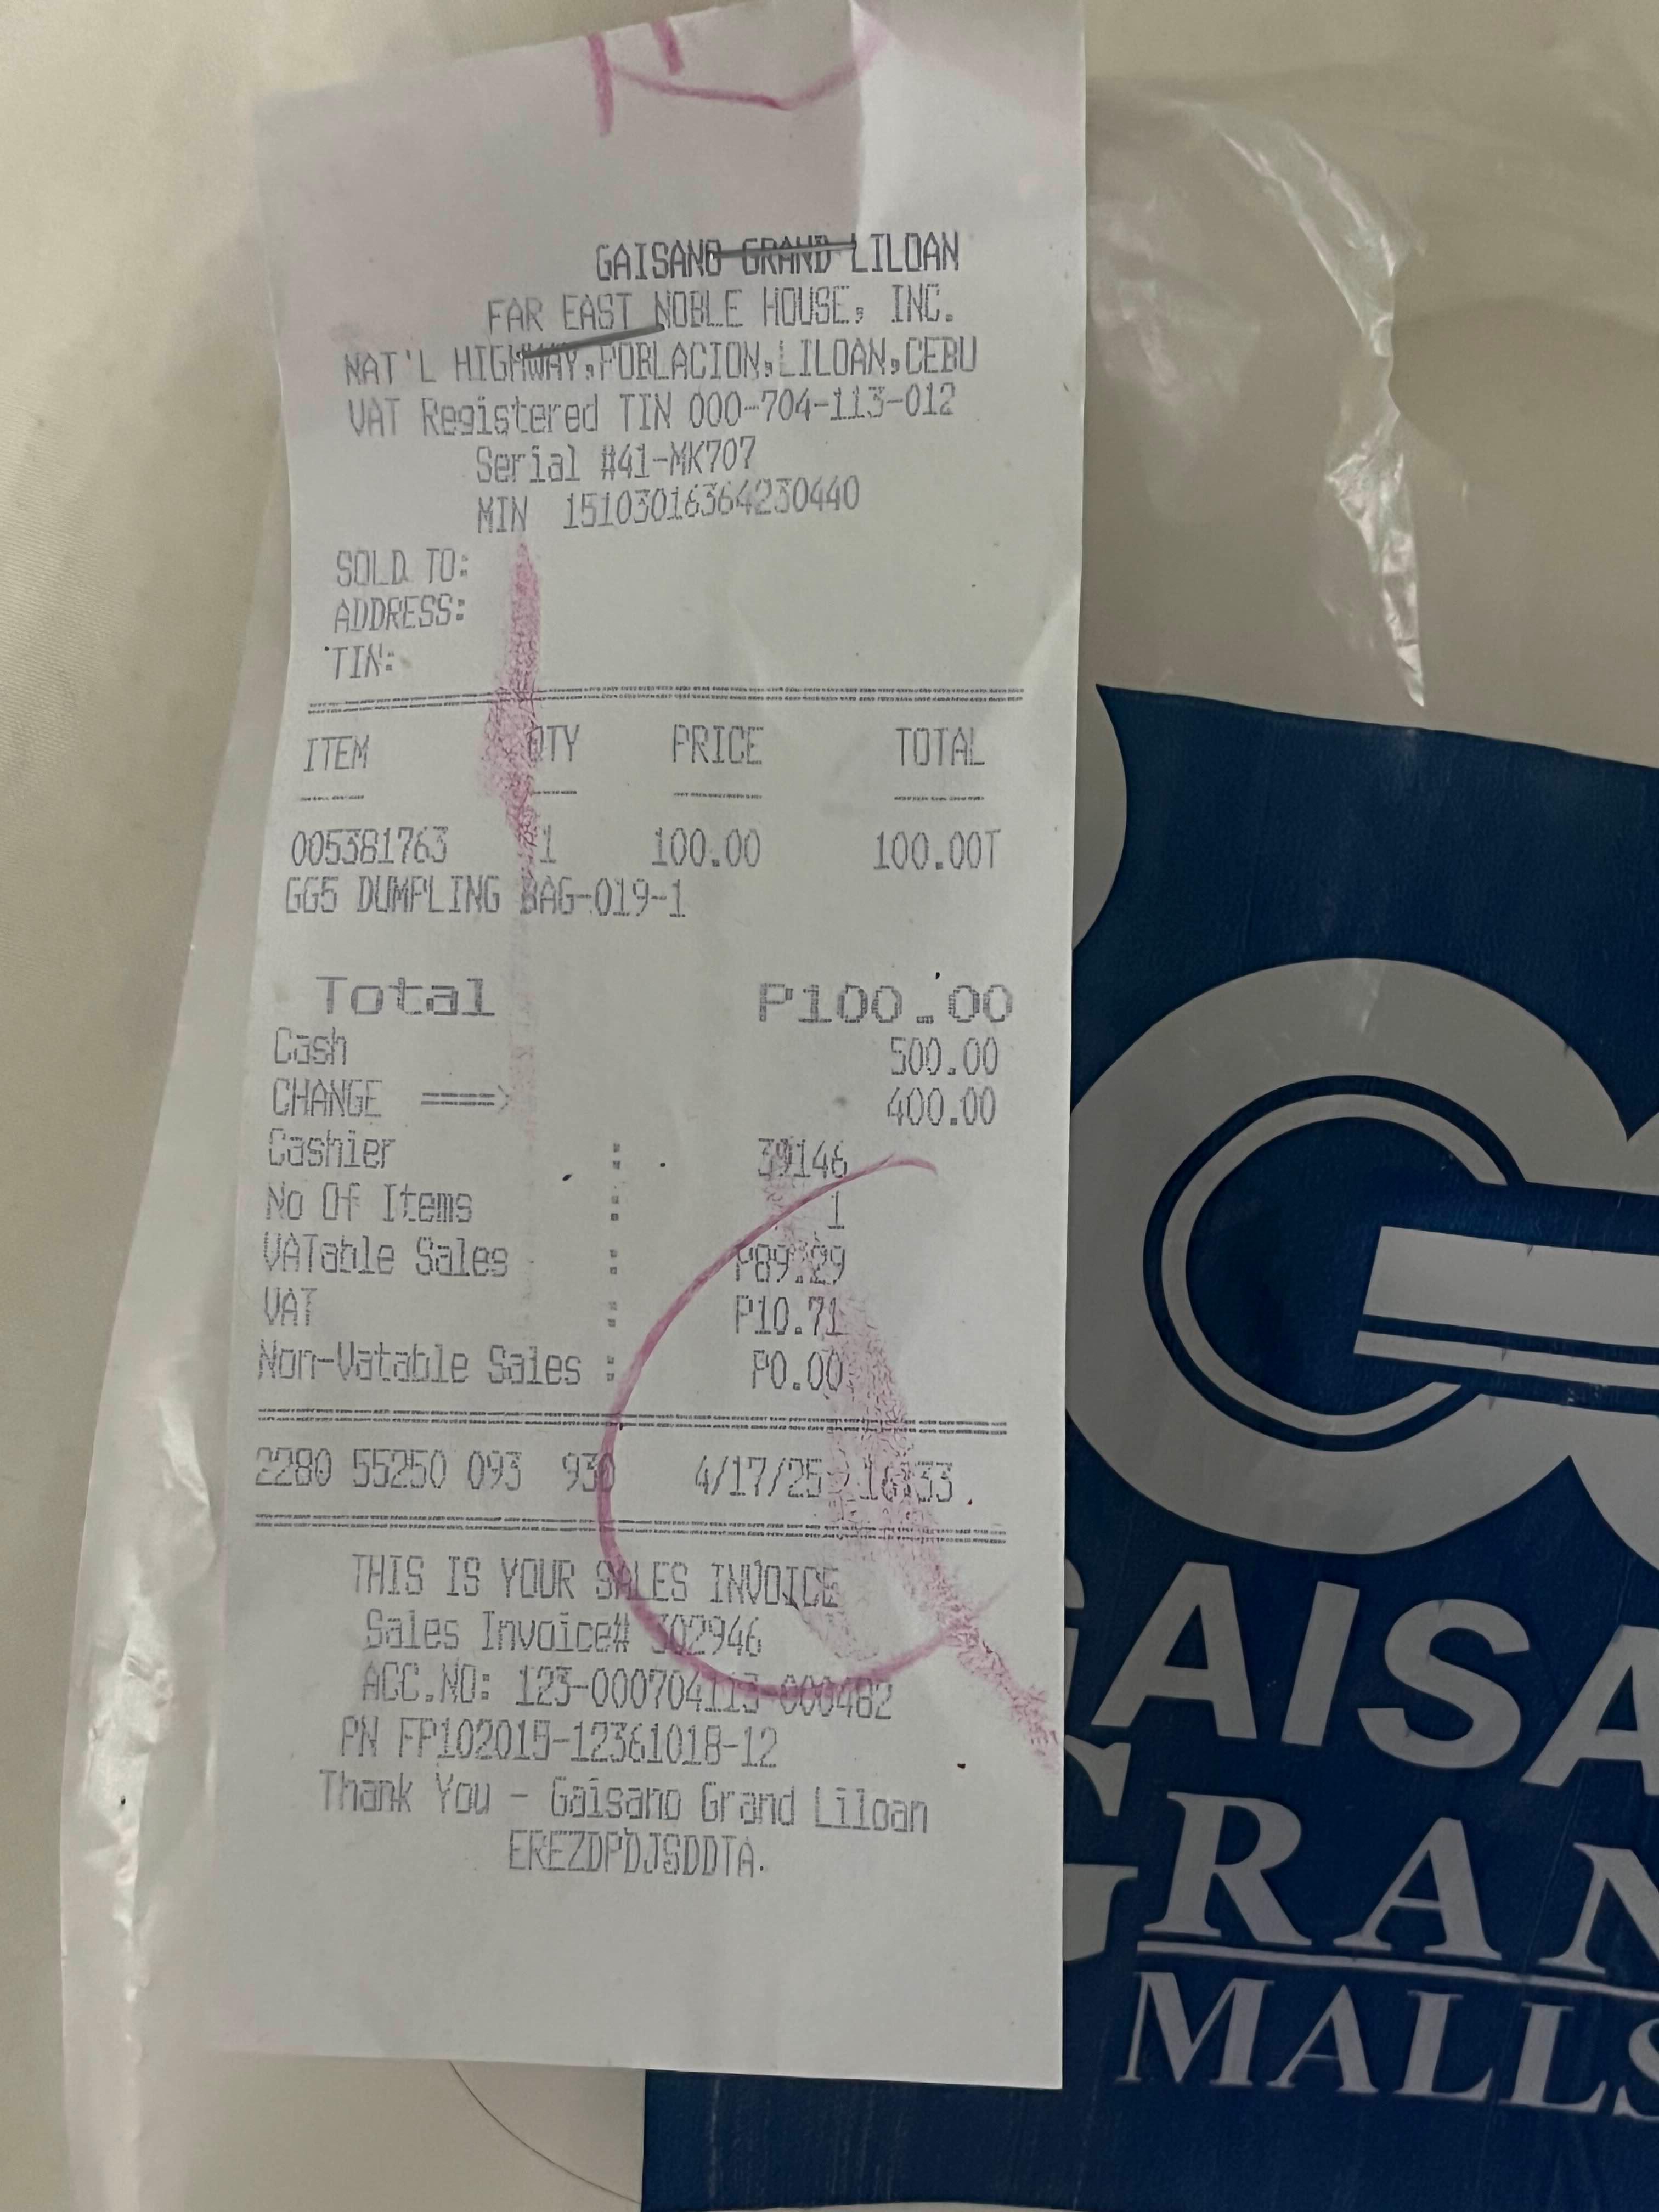 GAISANO GRAND LILOAN
FAR EAST NOBLE HOUSE, INC.
NAT'L HIGHWAY,POBLACION,LILOAN,CEBU
VAT Registered TIN 000-704-113-012
Serial #41-MK707
MIN 15103016364230440
SOLD TO:
ADDRESS:
TIN:
ITEM QTY PRICE TOTAL
005381763 1 100.00 100.00T
GG5 DUMPLING BAG-019-1
Total P100.00
Cash 500.00
CHANGE ====> 400.00
Cashier : 39146
No Of Items : 1
VATable Sales : P89.29
VAT : P10.71
Non-Vatable Sales : P0.00
2280 55250 093 930 4/17/25 16:33
THIS IS YOUR SALES INVOICE
Sales Invoice# 302946
ACC.NO: 123-000704113-000482
PN FP102015-12361018-12
Thank You - Gaisano Grand Liloan
EREZDPDJSDDTA.
GAISA
GRAN
MALLS